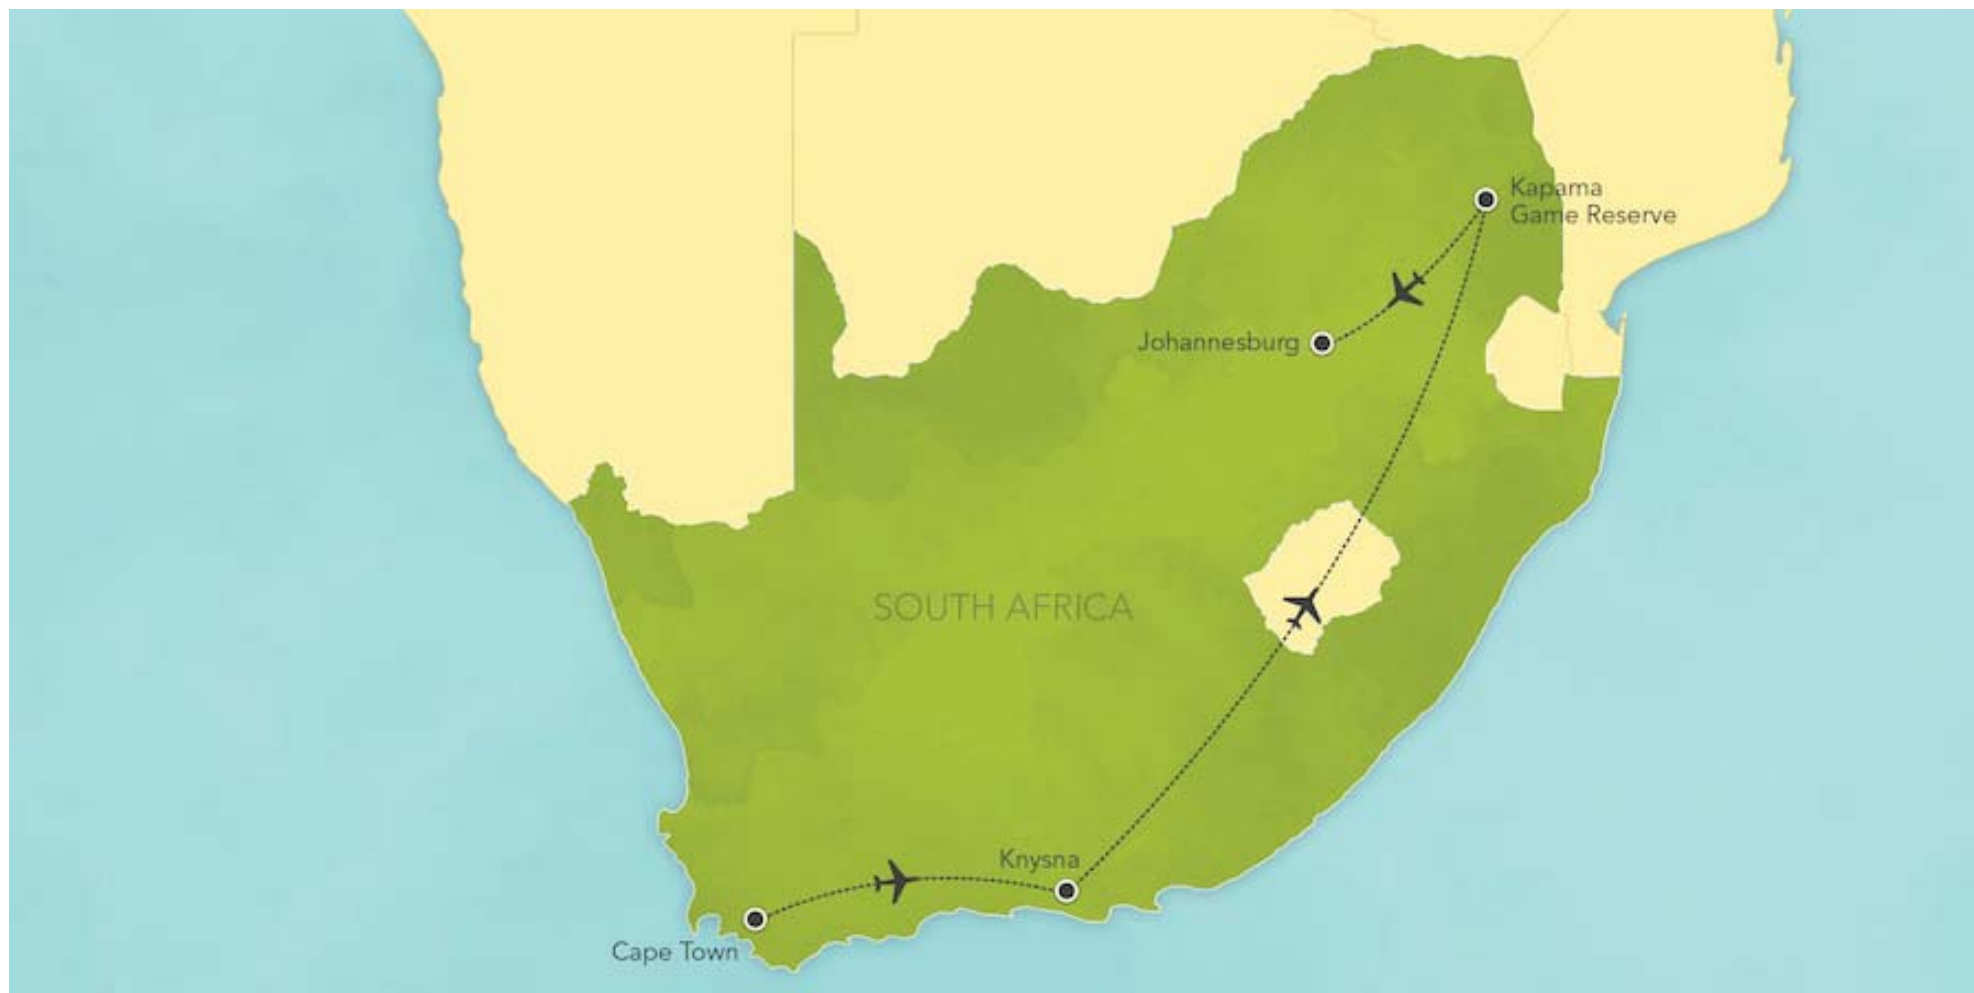 Kapama
Game Reserve
Johannesburg
SOUTH AFRICA
Knysna
Cape Town